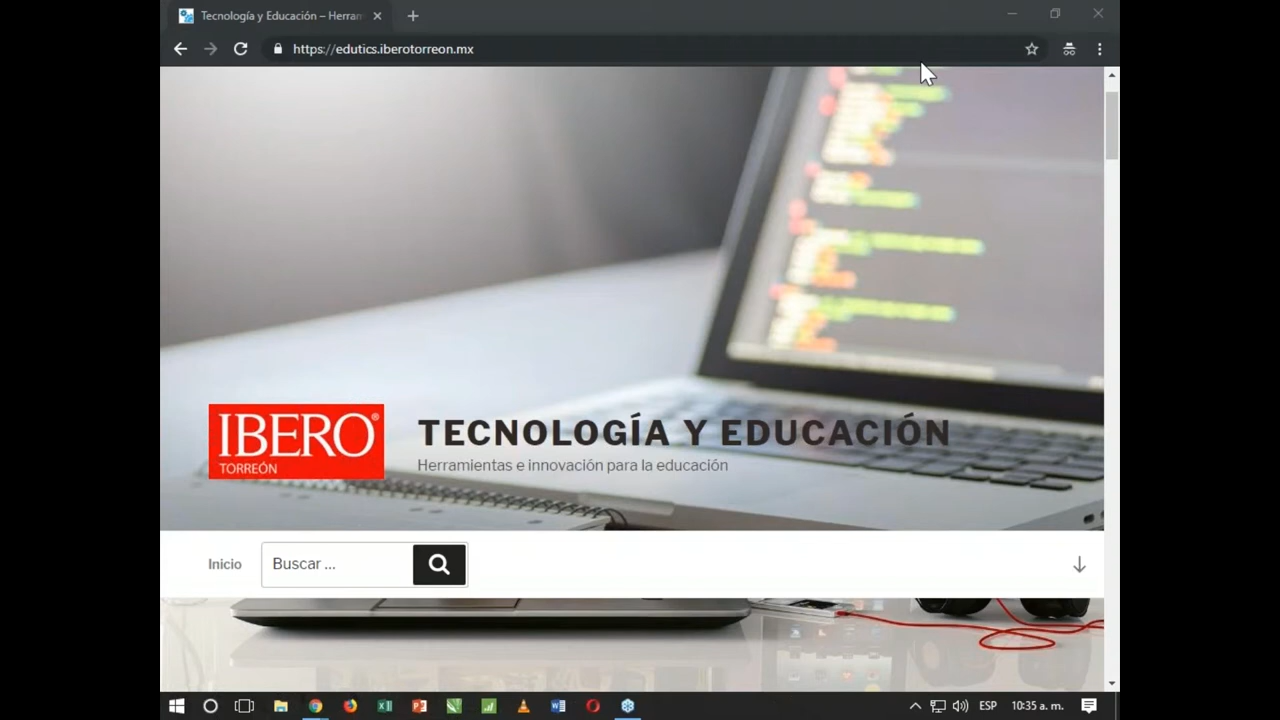 Tecnología y Educación – Herram
https://edutics.iberotorreon.mx
IBERO®
TORREÓN
TECNOLOGÍA Y EDUCACIÓN
Herramientas e innovación para la educación
Inicio
Buscar ...
ESP
10:35 a. m.